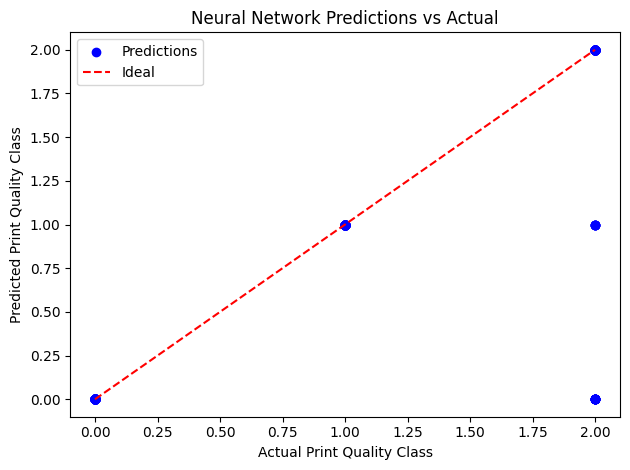 Neural Network Predictions vs Actual
Predictions
Ideal
Predicted Print Quality Class
2.00
1.75
1.50
1.25
1.00
0.75
0.50
0.25
0.00
0.00 0.25 0.50 0.75 1.00 1.25 1.50 1.75 2.00
Actual Print Quality Class